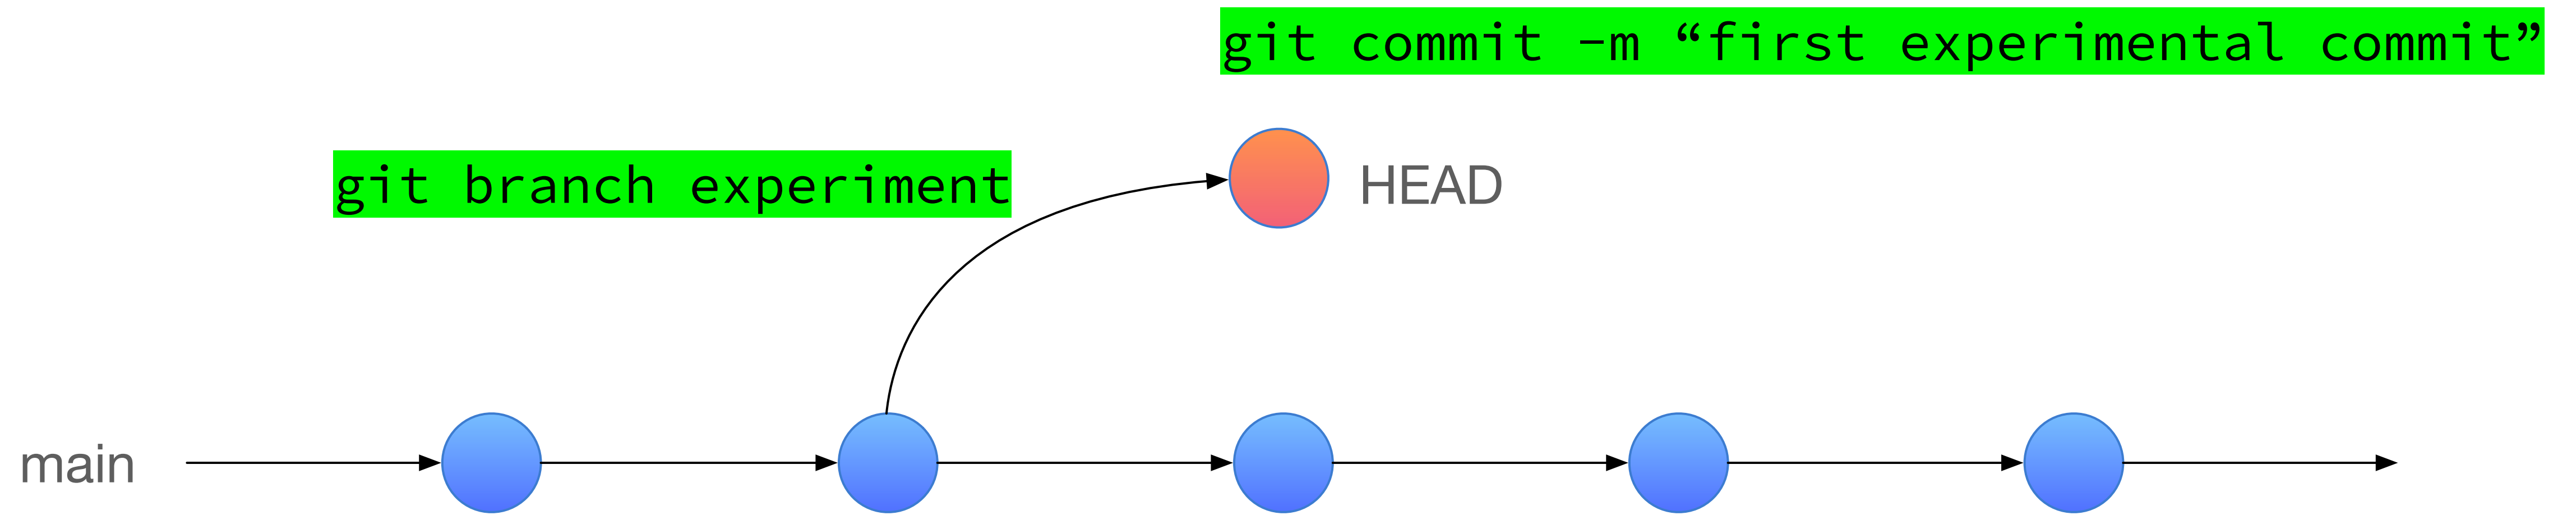 git commit -m “first experimental commit”
git branch experiment
HEAD
main